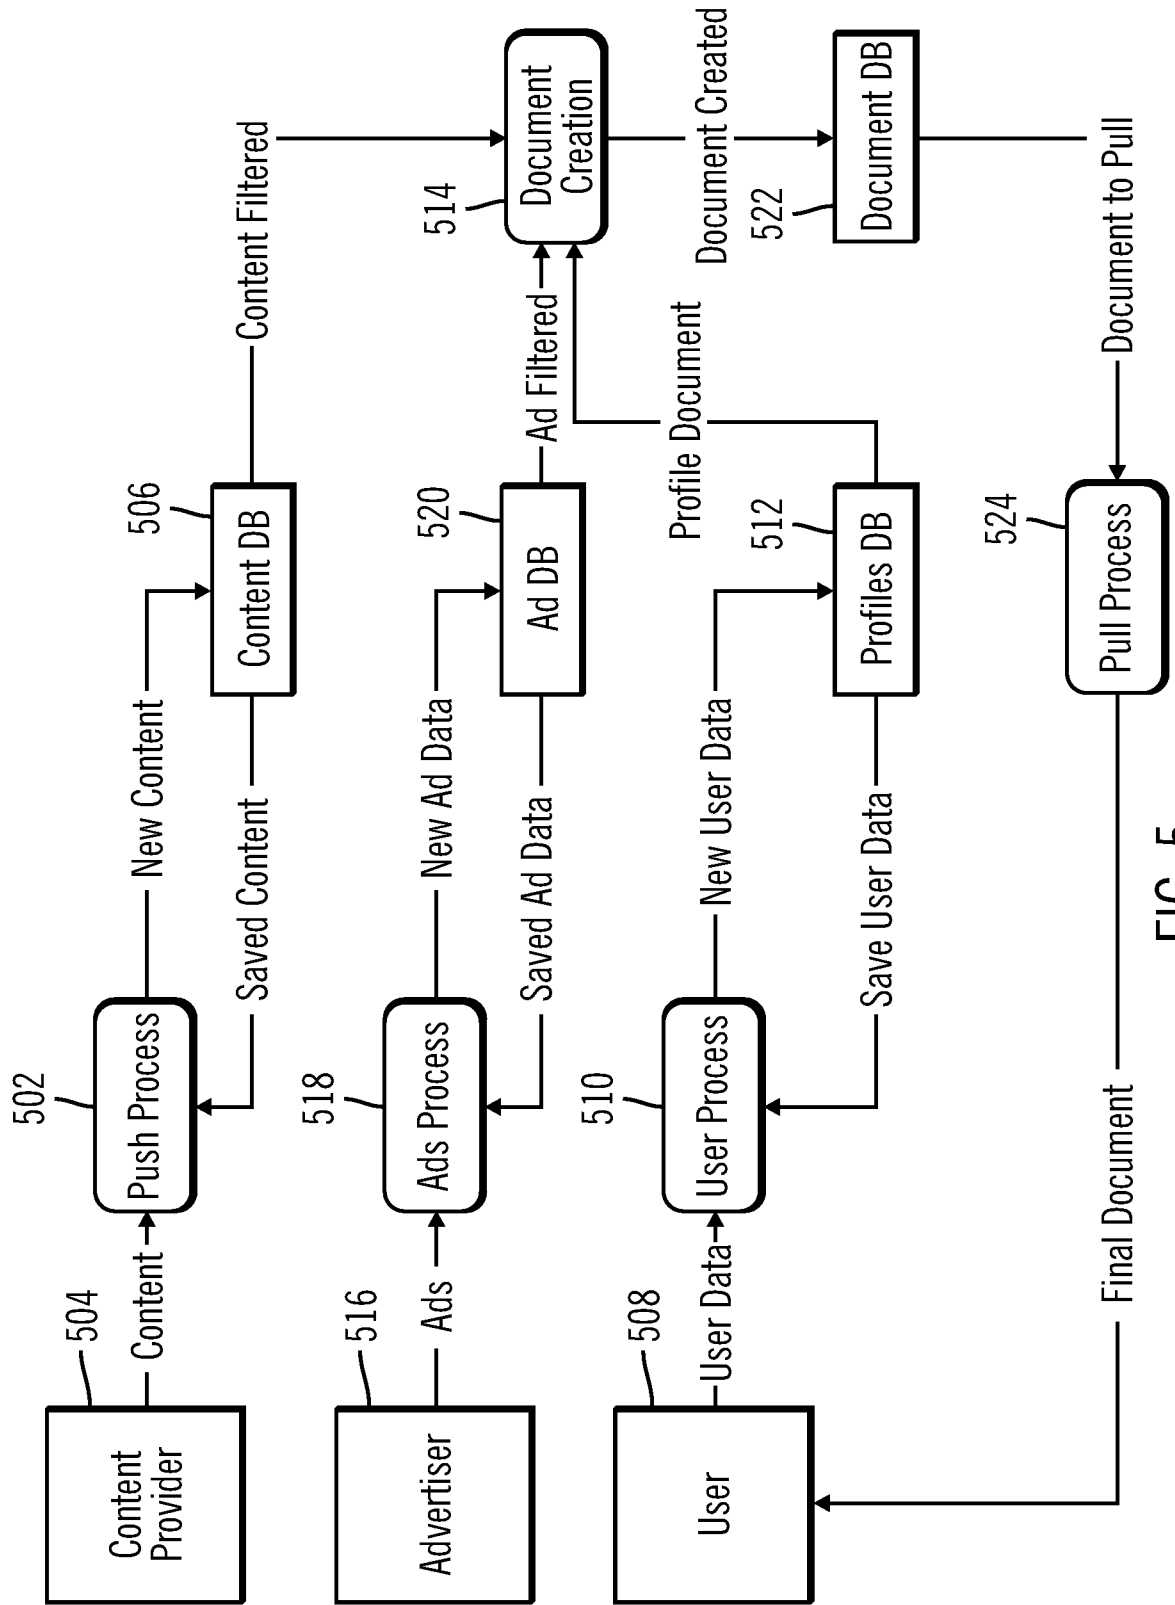 504
Content
Provider
Content
502
Push Process
New Content
Saved Content
506
Content DB
Content Filtered
516
Advertiser
Ads
518
Ads Process
New Ad Data
Saved Ad Data
520
Ad DB
Ad Filtered
514
Document
Creation
508
User
User Data
510
User Process
New User Data
Save User Data
512
Profiles DB
Profile Document
Document Created
522
Document DB
Document to Pull
524
Pull Process
Final Document
FIG. 5